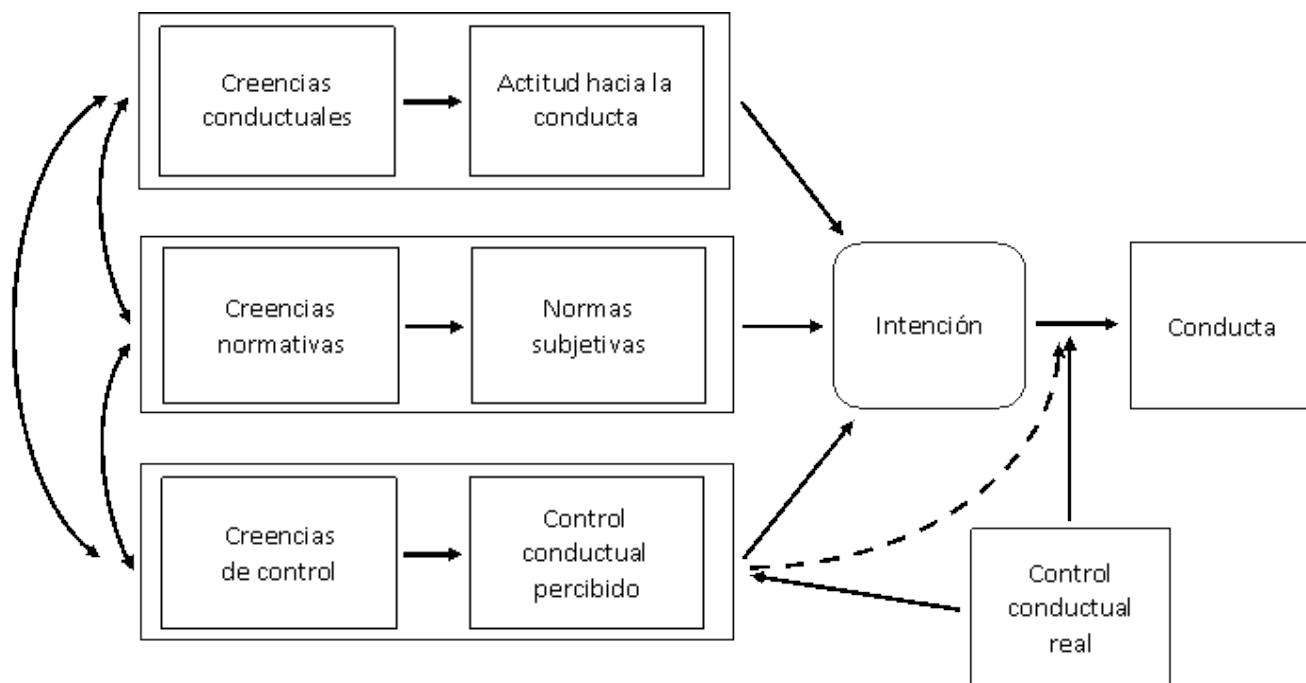 Creencias
conductuales
Actitud hacia la
conducta
Creencias
normativas
Normas
subjetivas
Intención
Conducta
Creencias
de control
Control
conductual
percibido
Control
conductual
real